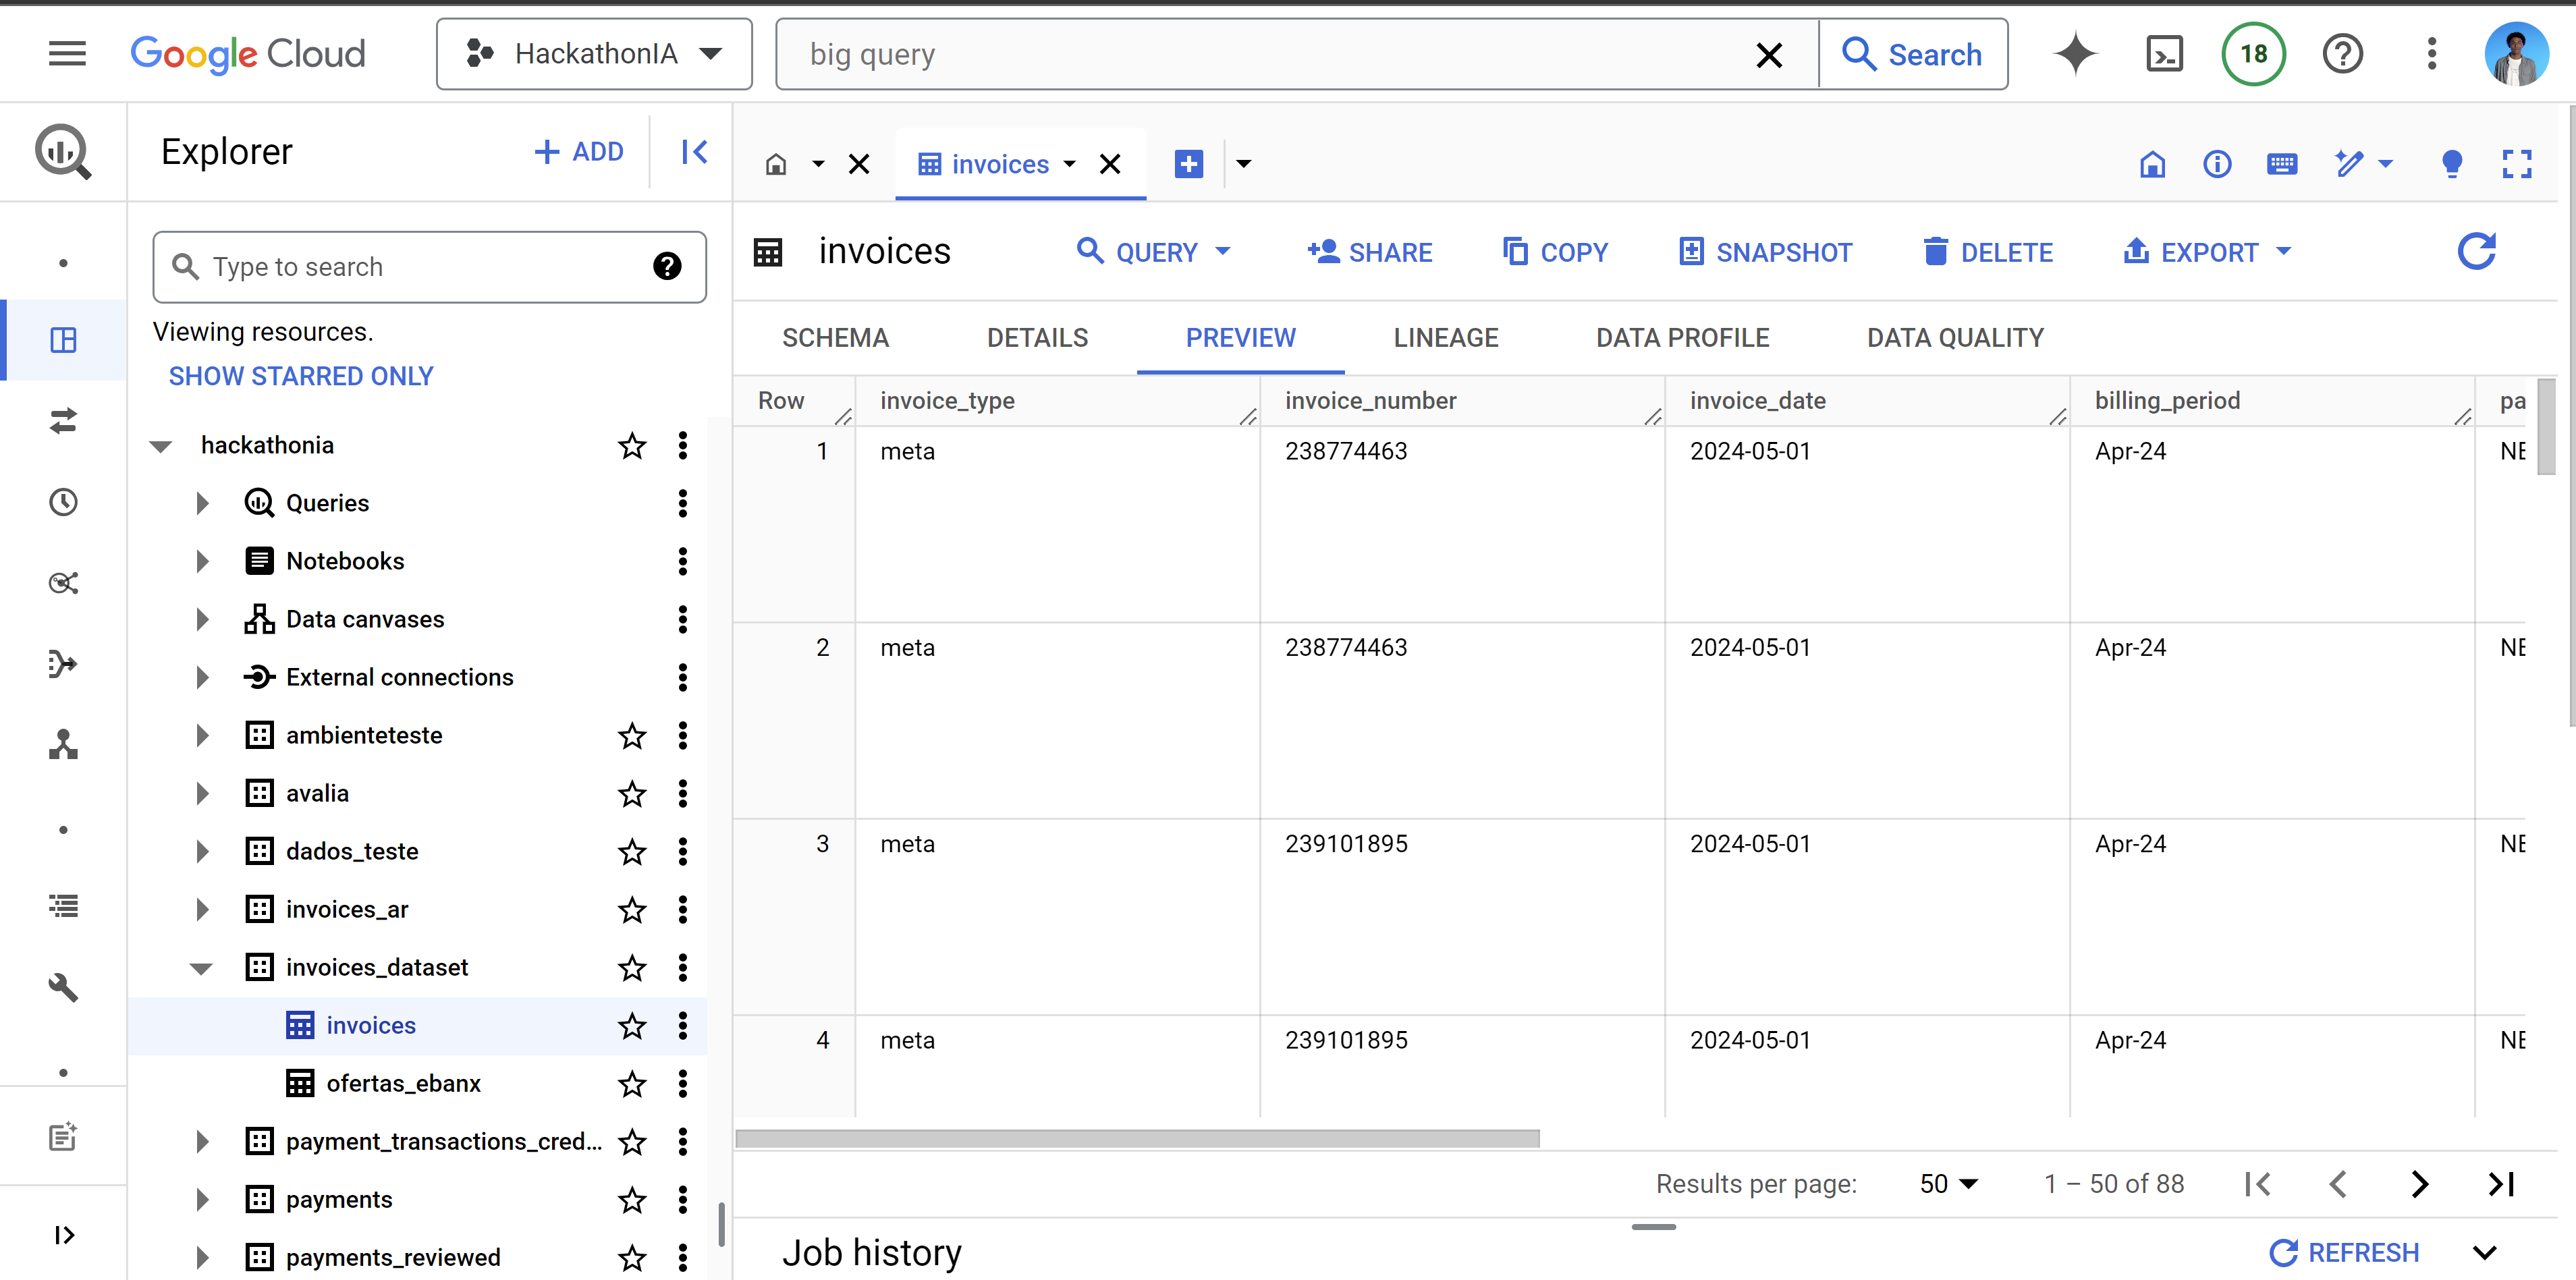 Google Cloud
HackathonIA
big query
Search
18
Explorer
ADD
invoices
Type to search
Viewing resources.
SHOW STARRED ONLY
hackathonia
Queries
Notebooks
Data canvases
External connections
ambienteteste
avalia
dados_teste
invoices_ar
invoices_dataset
invoices
ofertas_ebanx
payment_transactions_cred...
payments
payments_reviewed
invoices
QUERY
SHARE
COPY
SNAPSHOT
DELETE
EXPORT
SCHEMA
DETAILS
PREVIEW
LINEAGE
DATA PROFILE
DATA QUALITY
Row invoice_type invoice_number invoice_date billing_period pa
1 meta 238774463 2024-05-01 Apr-24 NE
2 meta 238774463 2024-05-01 Apr-24 NE
3 meta 239101895 2024-05-01 Apr-24 NE
4 meta 239101895 2024-05-01 Apr-24 NE
Results per page: 50 1 – 50 of 88
Job history
REFRESH